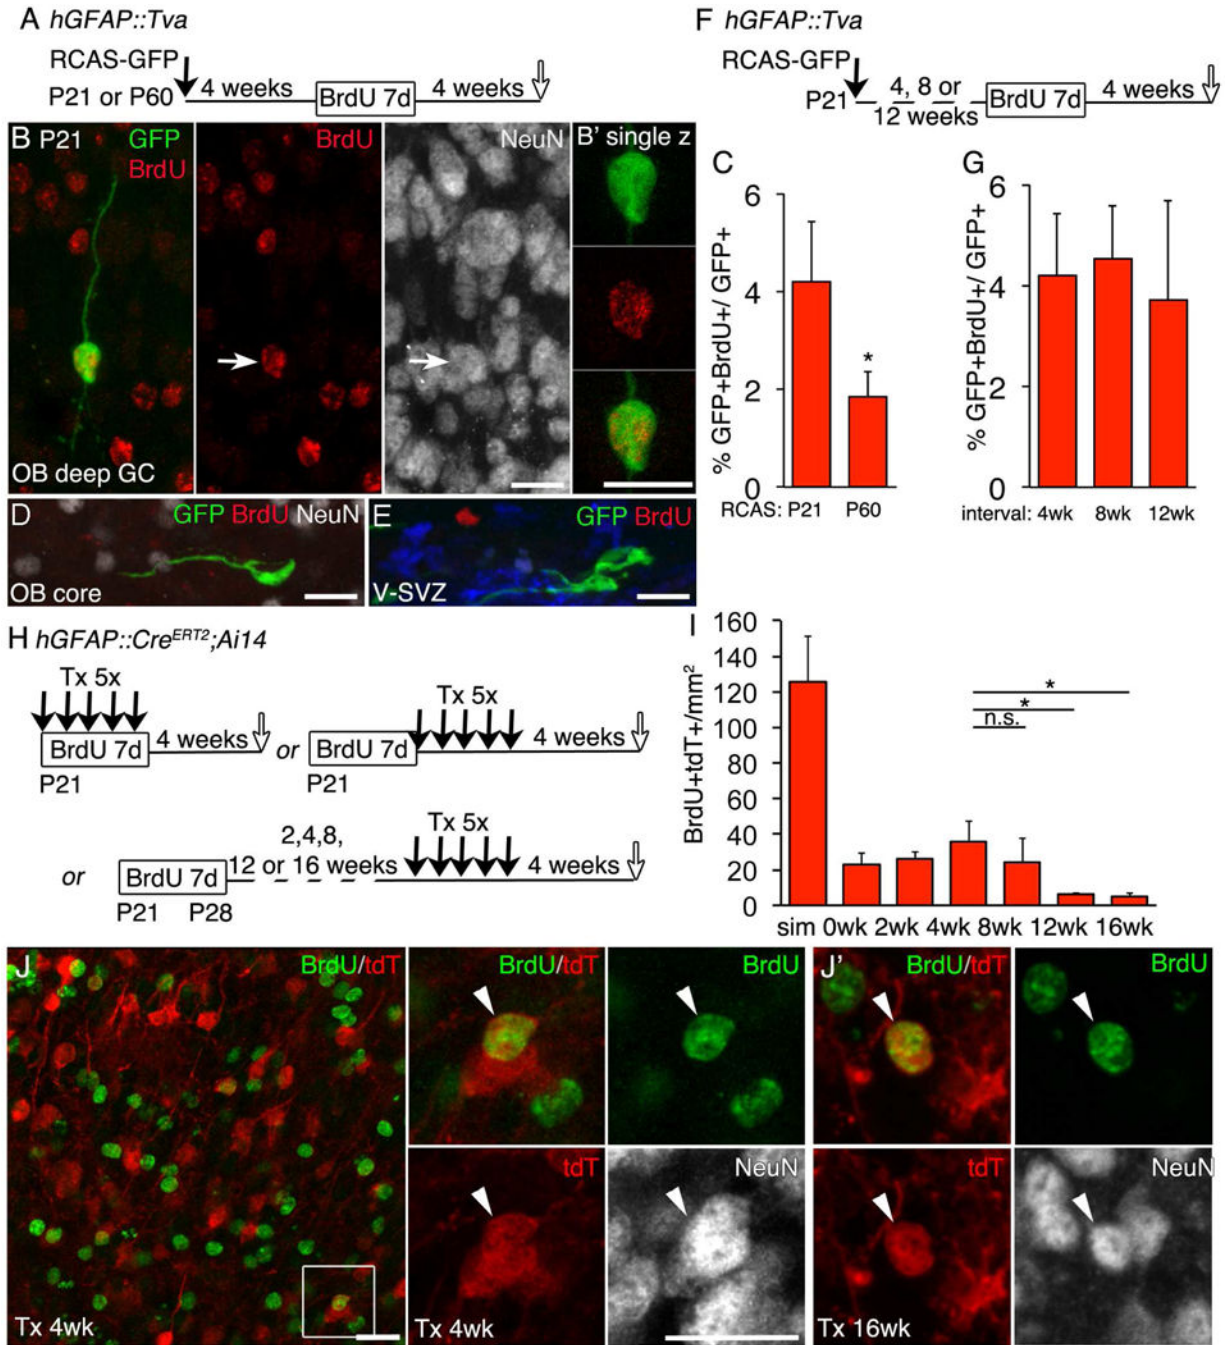 A hGFAP::Tva
RCAS-GFP
P21 or P60
4 weeks
BrdU 7d
4 weeks
F hGFAP::Tva
RCAS-GFP
P21
4, 8 or
12 weeks
BrdU 7d
4 weeks
B P21
GFP
BrdU
BrdU
NeuN
B' single z
OB deep GC
C
% GFP+BrdU+/ GFP+
6
4
2
0
*
RCAS: P21 P60
G
% GFP+BrdU+/ GFP+
6
4
2
0
interval: 4wk 8wk 12wk
D
GFP BrdU NeuN
OB core
E
GFP BrdU
V-SVZ
H hGFAP::CreERT2;Ai14
Tx 5x
BrdU 7d
4 weeks
P21
or
Tx 5x
BrdU 7d
4 weeks
P21
or
BrdU 7d
P21 P28
2,4,8,
12 or 16 weeks
Tx 5x
4 weeks
I
BrdU+tdT+/mm2
160
140
120
100
80
60
40
20
0
*
*
n.s.
sim 0wk 2wk 4wk 8wk 12wk 16wk
J
BrdU/tdT
Tx 4wk
BrdU/tdT
BrdU
tdT
Tx 4wk
NeuN
J'
BrdU/tdT
BrdU
tdT
Tx 16wk
NeuN